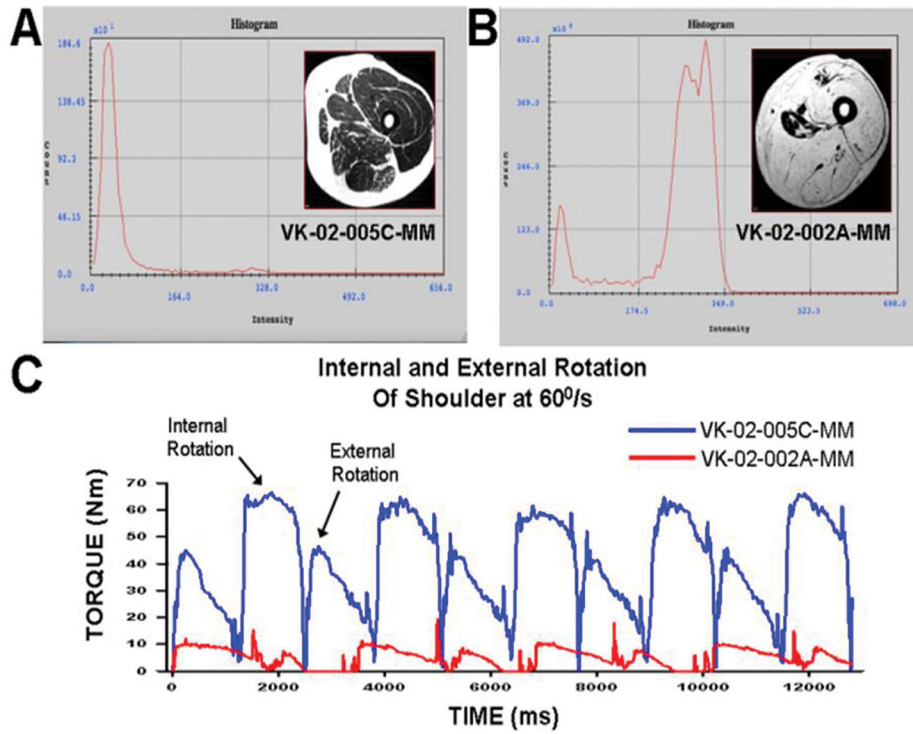 A
x10¹
Histogram
184.6
138.45
92.3
46.15
0.0
0.0 164.0 328.0 492.0 656.0
Intensity
VK-02-005C-MM
B
Histogram
492.0
369.0
246.0
123.0
0.0
0.0 174.5 349.0 523.5 698.0
Intensity
VK-02-002A-MM
C
Internal and External Rotation
Of Shoulder at 60⁰/s
Internal
Rotation
External
Rotation
VK-02-005C-MM
VK-02-002A-MM
TORQUE (Nm)
70
60
50
40
30
20
10
0
0 2000 4000 6000 8000 10000 12000
TIME (ms)